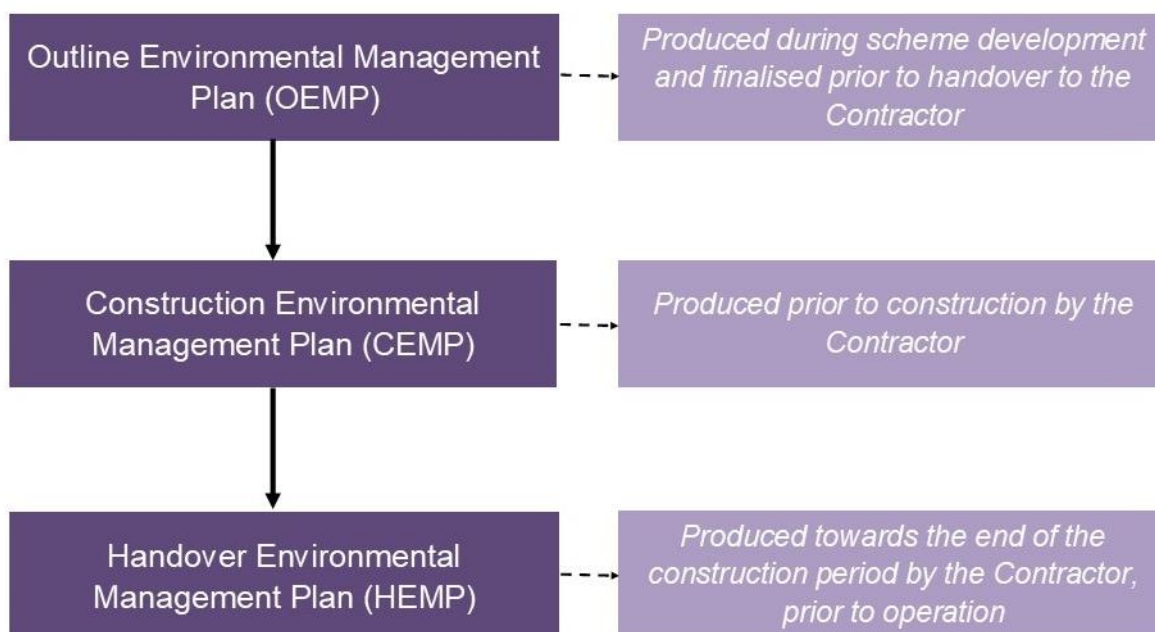 Outline Environmental Management
Plan (OEMP)
Produced during scheme development
and finalised prior to handover to the
Contractor
Construction Environmental
Management Plan (CEMP)
Produced prior to construction by the
Contractor
Handover Environmental
Management Plan (HEMP)
Produced towards the end of the
construction period by the Contractor,
prior to operation